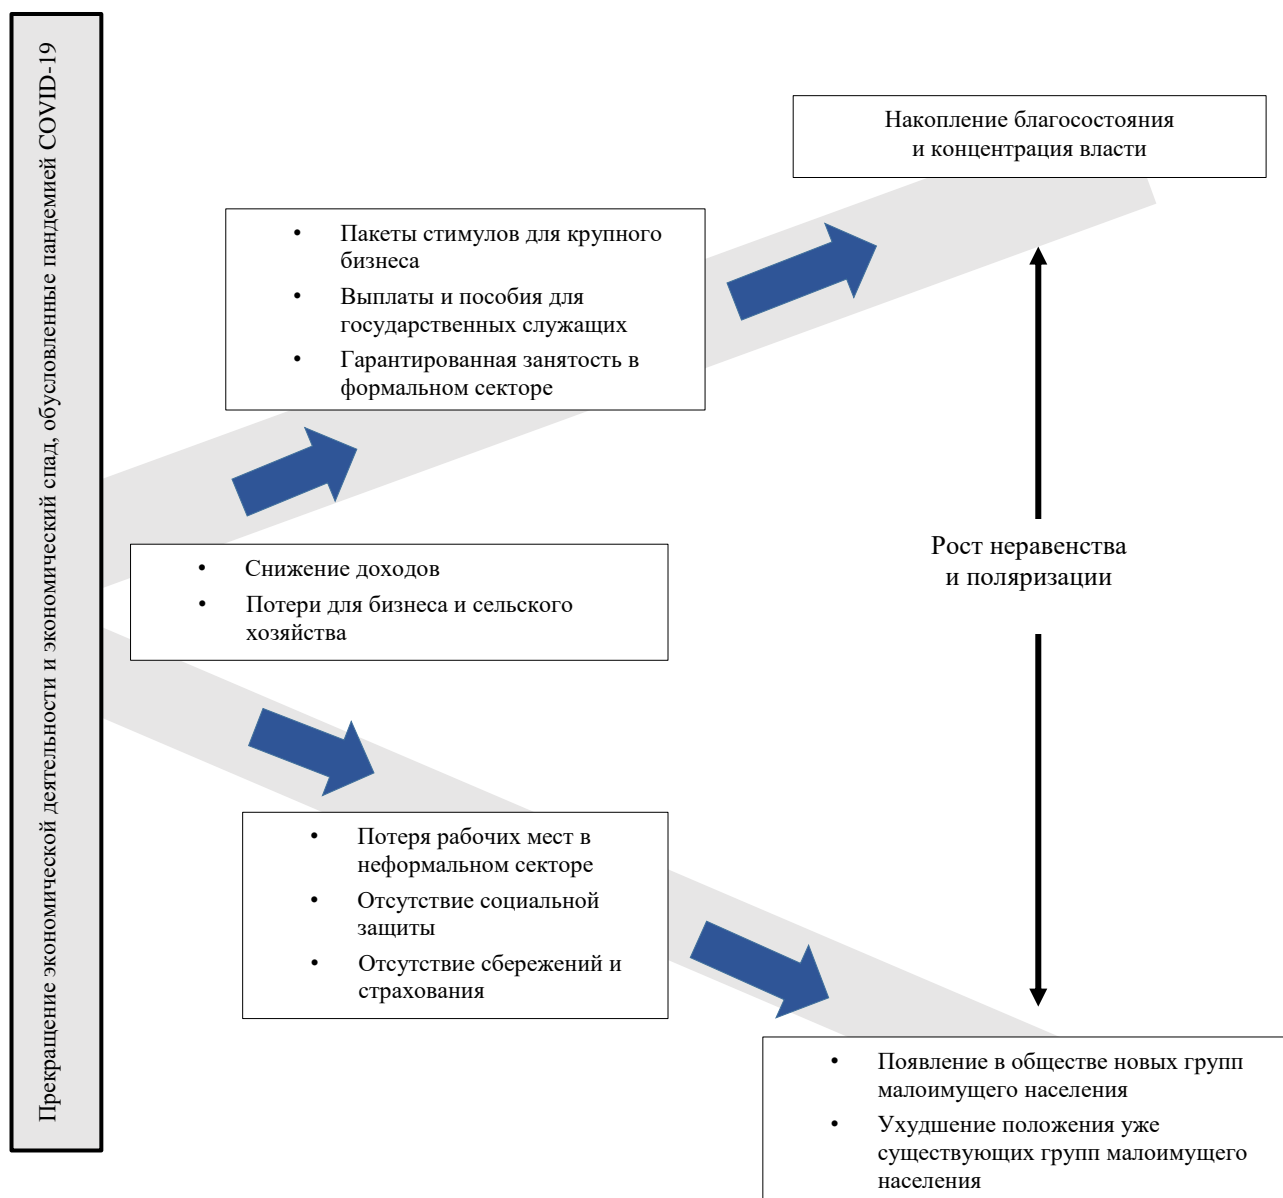 Прекращение экономической деятельности и экономический спад, обусловленные пандемией COVID-19
Накопление благосостояния
и концентрация власти
• Пакеты стимулов для крупного
бизнеса
• Выплаты и пособия для
государственных служащих
• Гарантированная занятость в
формальном секторе
• Снижение доходов
• Потери для бизнеса и сельского
хозяйства
Рост неравенства
и поляризации
• Потеря рабочих мест в
неформальном секторе
• Отсутствие социальной
защиты
• Отсутствие сбережений и
страхования
• Появление в обществе новых групп
малоимущего населения
• Ухудшение положения уже
существующих групп малоимущего
населения